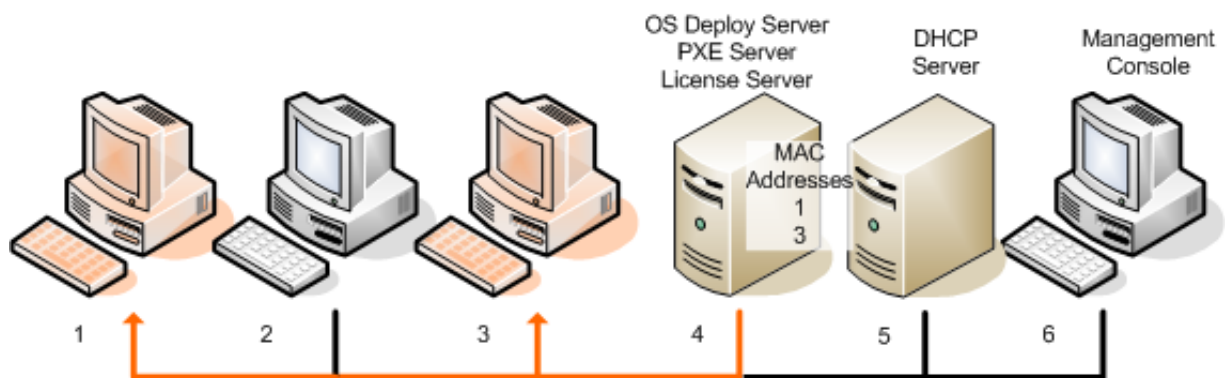 OS Deploy Server
PXE Server
License Server
DHCP
Server
Management
Console
MAC
Addresses
1
3
1
2
3
4
5
6